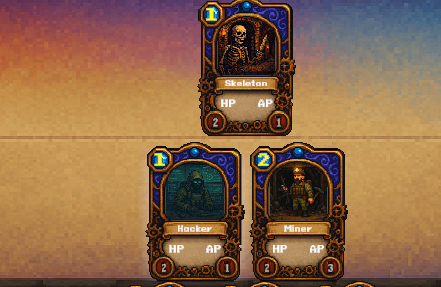 1
Skeleton
HP AP
2 1
1 2
Hacker Miner
HP AP HP AP
2 1 2 3